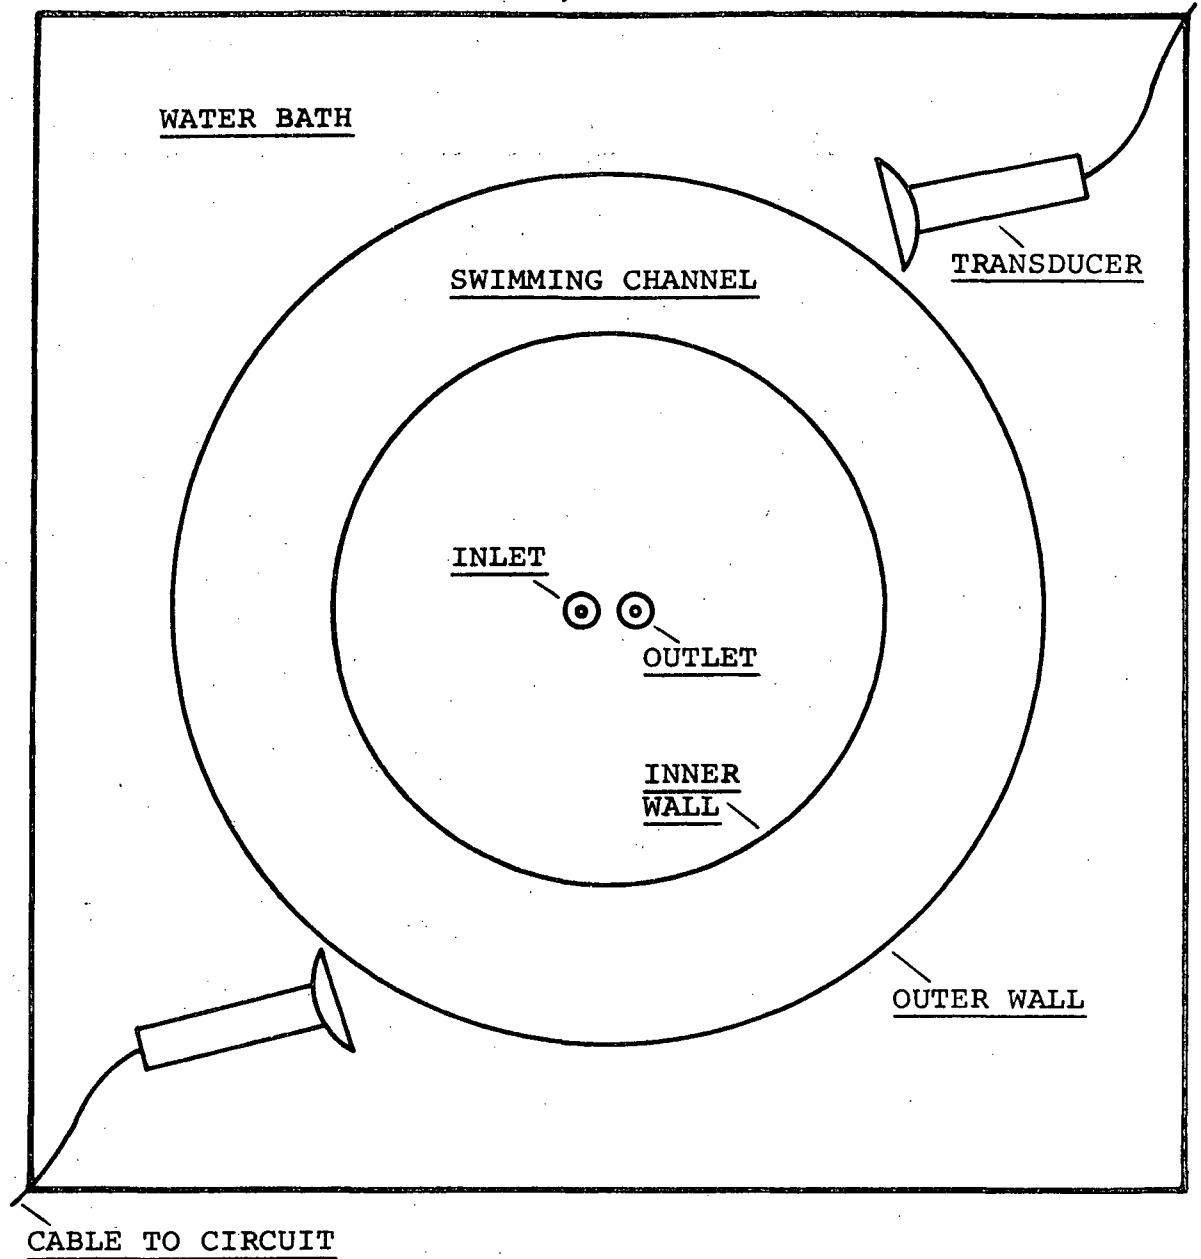 WATER BATH
TRANSDUCER
SWIMMING CHANNEL
INLET
OUTLET
INNER
WALL
OUTER WALL
CABLE TO CIRCUIT